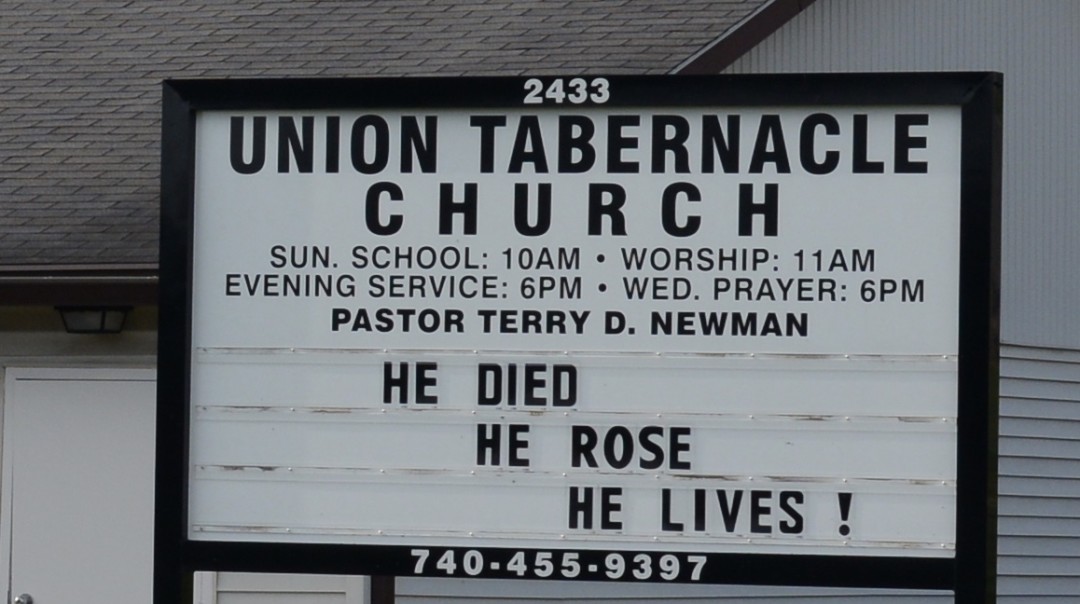 2433
UNION TABERNACLE
CHURCH
SUN. SCHOOL: 10AM • WORSHIP: 11AM
EVENING SERVICE: 6PM • WED. PRAYER: 6PM
PASTOR TERRY D. NEWMAN
HE DIED
HE ROSE
HE LIVES !
740-455-9397